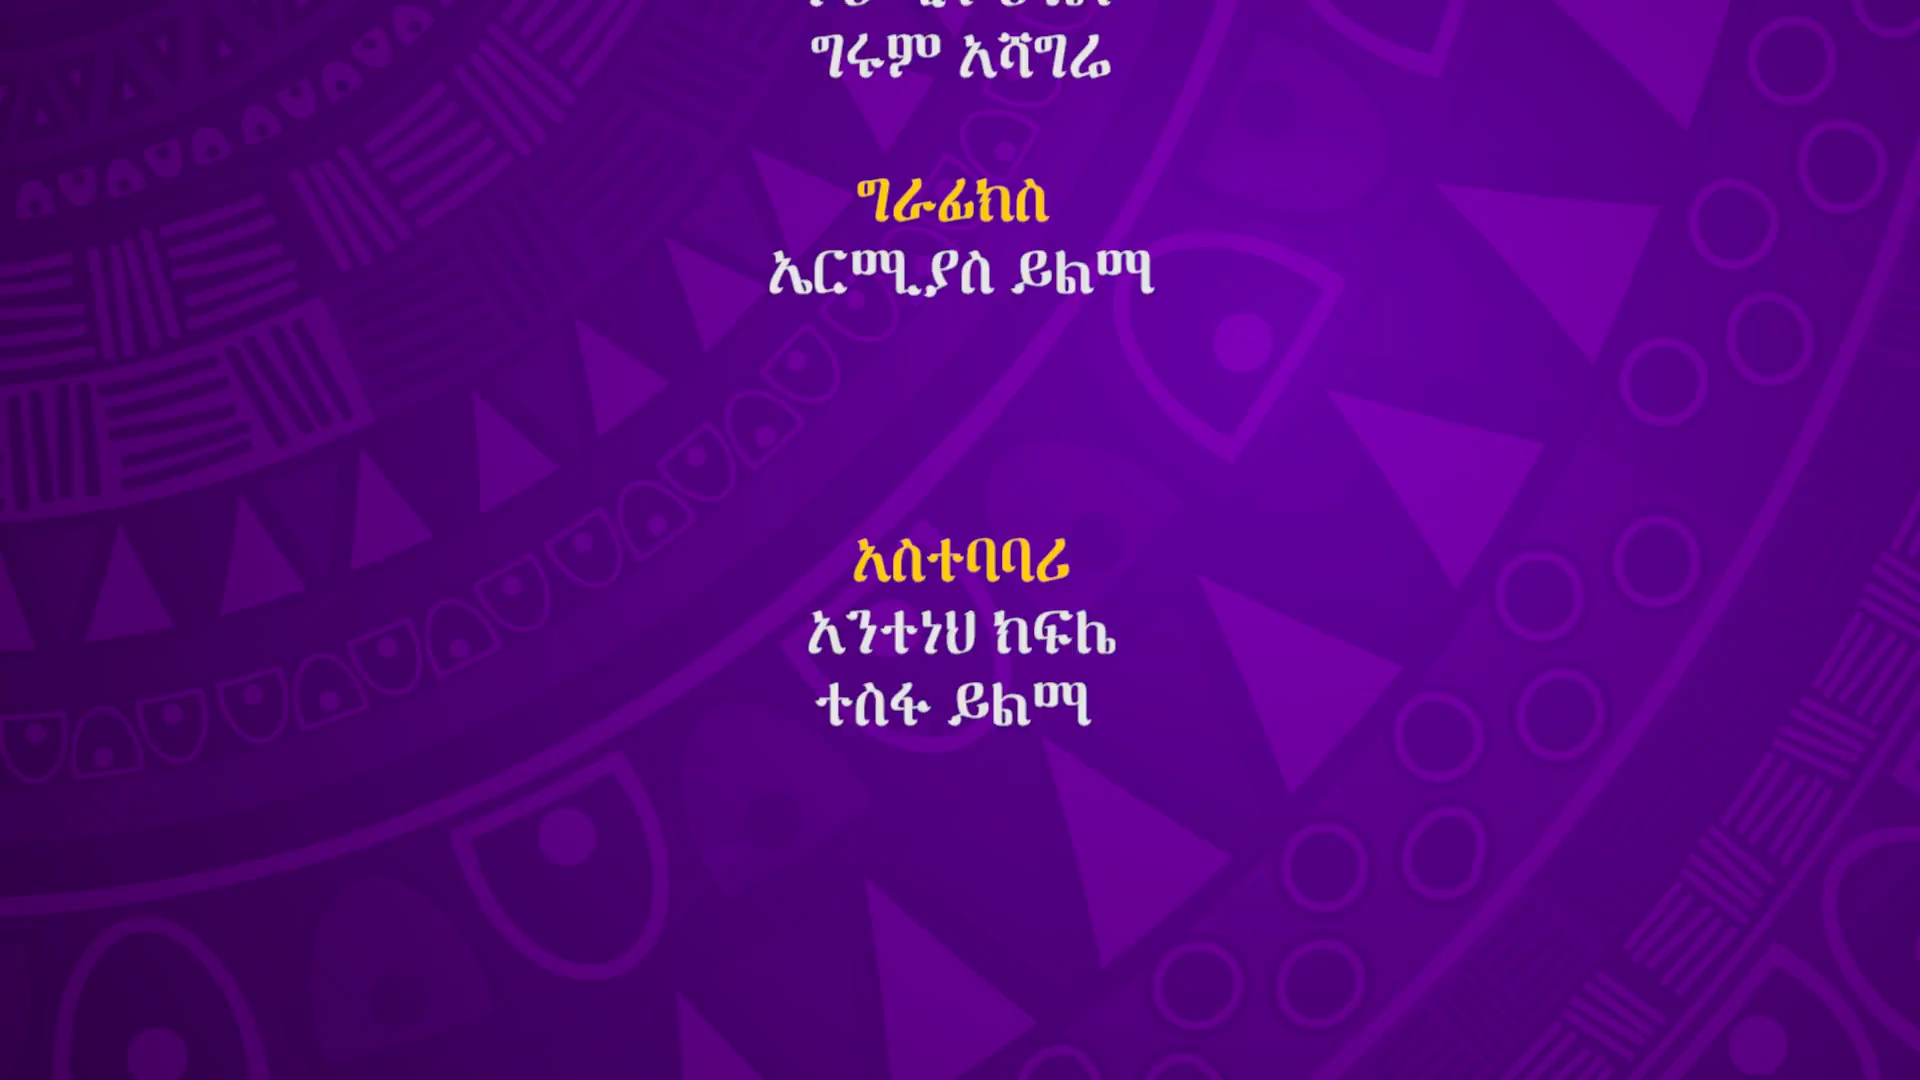 ግሩም አሻግሬ
ግራፊክስ
ኤርሚያስ ይልማ
አስተባባሪ
አንተነህ ክፍሌ
ተስፋ ይልማ